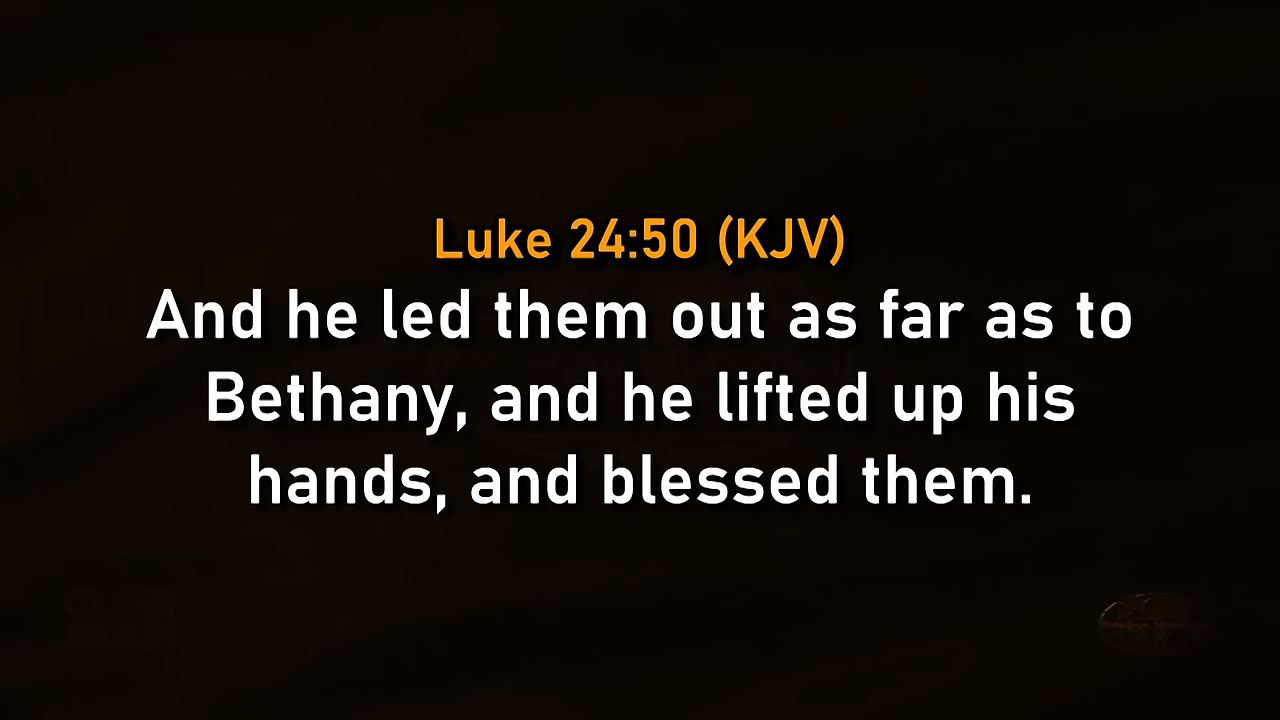 Luke 24:50 (KJV)
And he led them out as far as to
Bethany, and he lifted up his
hands, and blessed them.